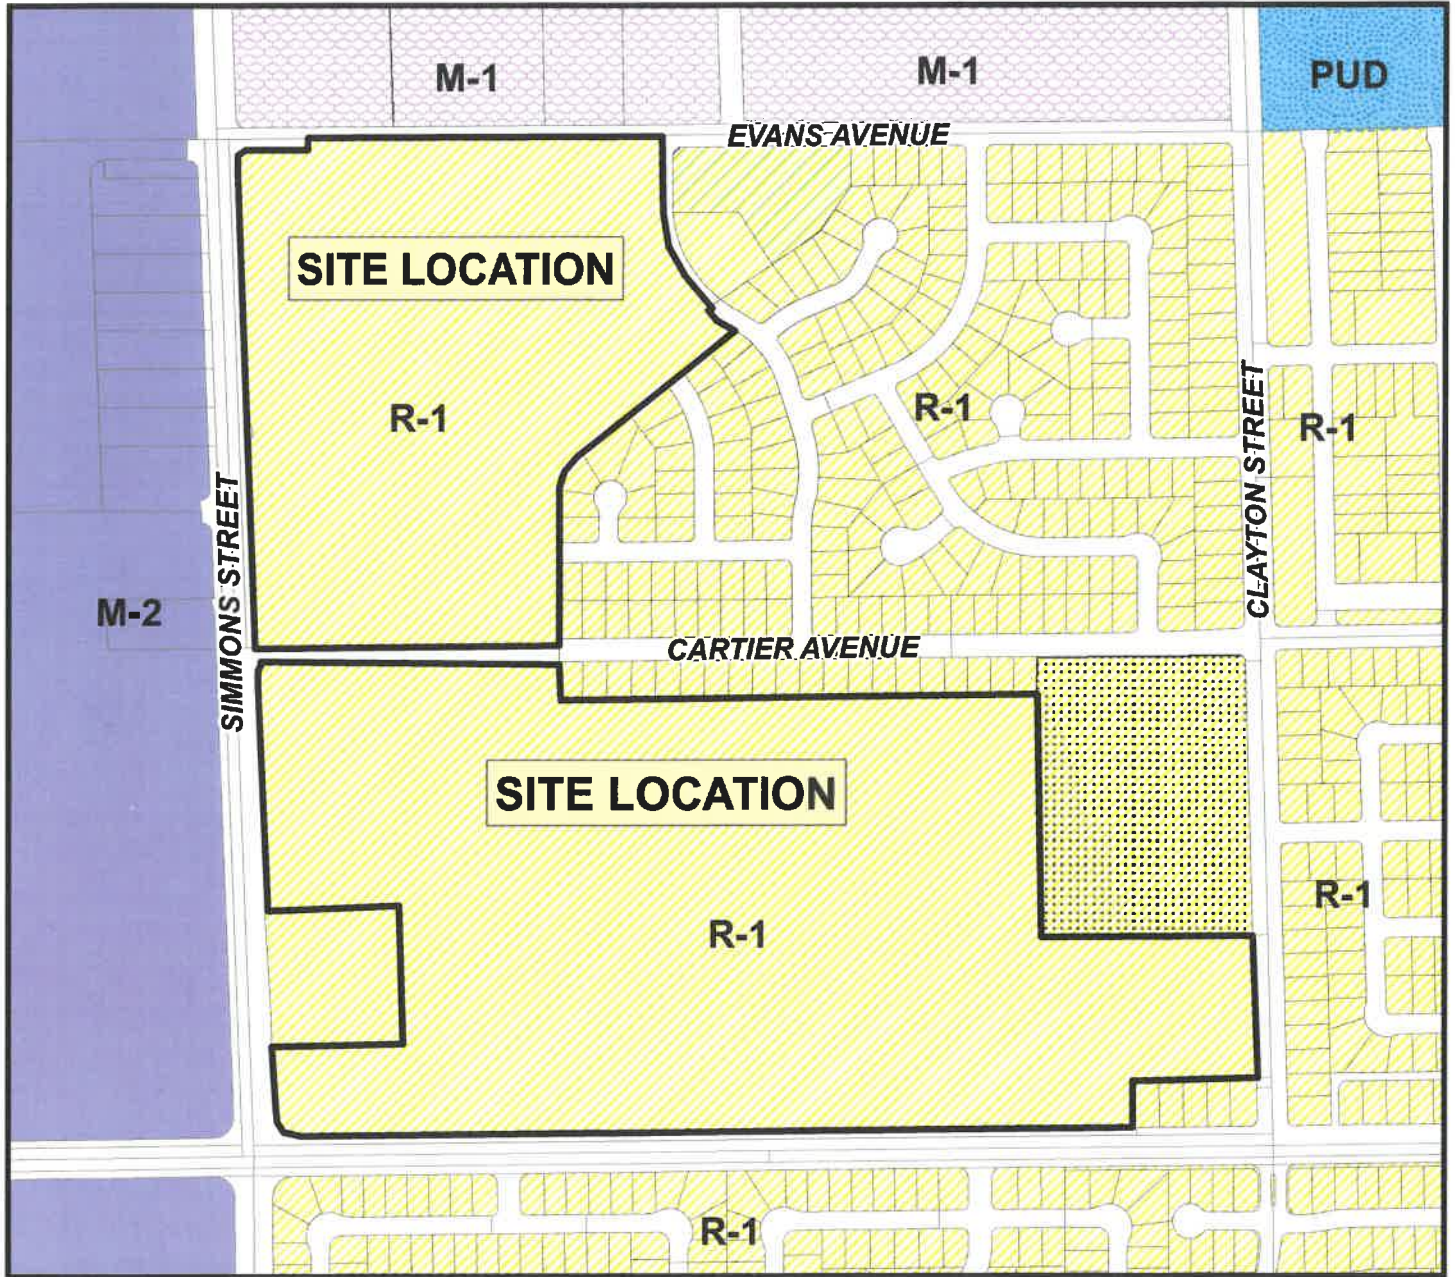 M-1
M-1
PUD
EVANS AVENUE
SITE LOCATION
R-1
R-1
R-1
SIMMONS STREET
CLAYTON STREET
M-2
CARTIER AVENUE
SITE LOCATION
R-1
R-1
R-1